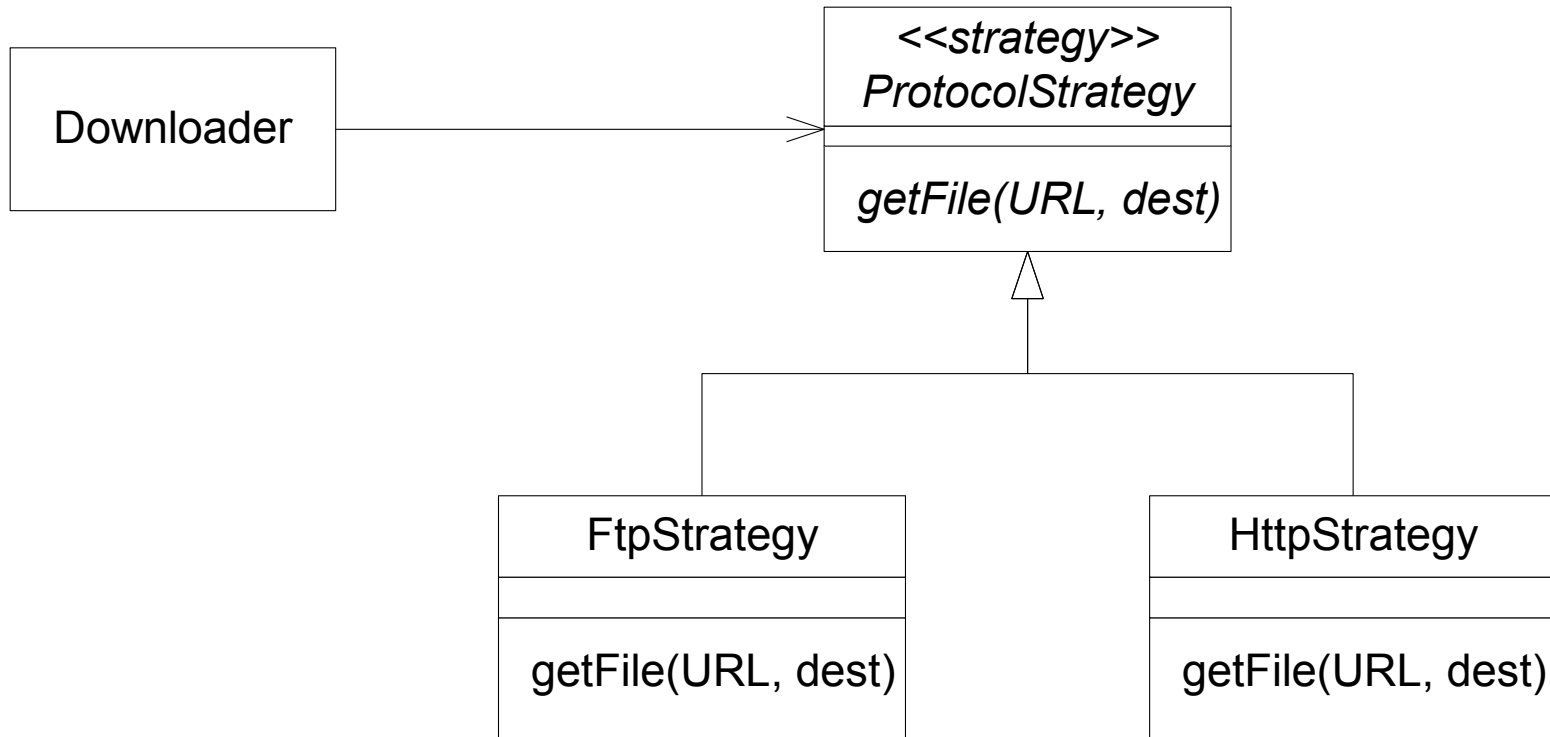 Downloader
<<strategy>>
ProtocolStrategy
getFile(URL, dest)
FtpStrategy
getFile(URL, dest)
HttpStrategy
getFile(URL, dest)